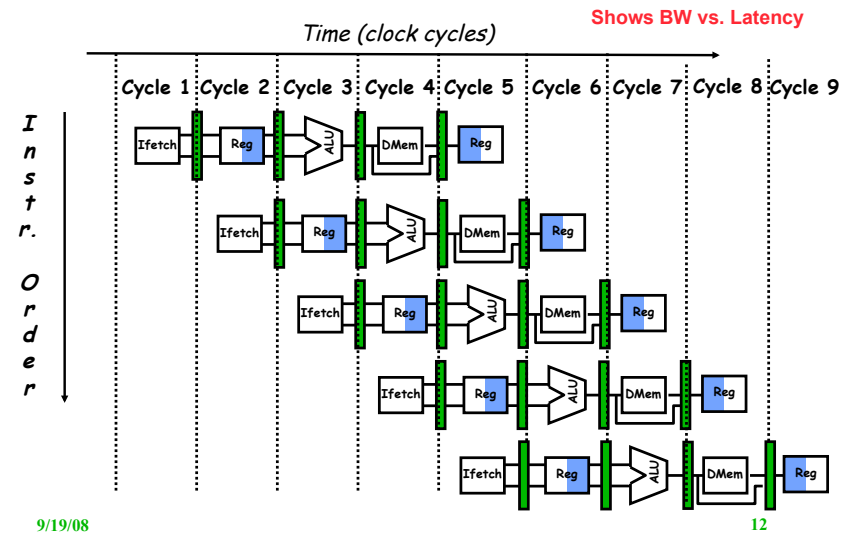 Shows BW vs. Latency
Time (clock cycles)
Cycle 1 Cycle 2 Cycle 3 Cycle 4 Cycle 5 Cycle 6 Cycle 7 Cycle 8 Cycle 9
Instr. Order
Ifetch Reg ALU DMem Reg
Ifetch Reg ALU DMem Reg
Ifetch Reg ALU DMem Reg
Ifetch Reg ALU DMem Reg
Ifetch Reg ALU DMem Reg
9/19/08
12